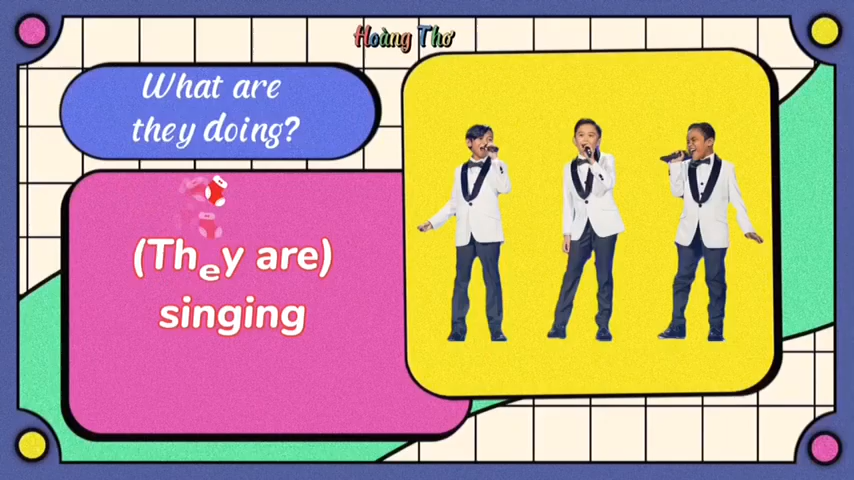 Hoàng Thơ
What are
they doing?
(They are)
singing